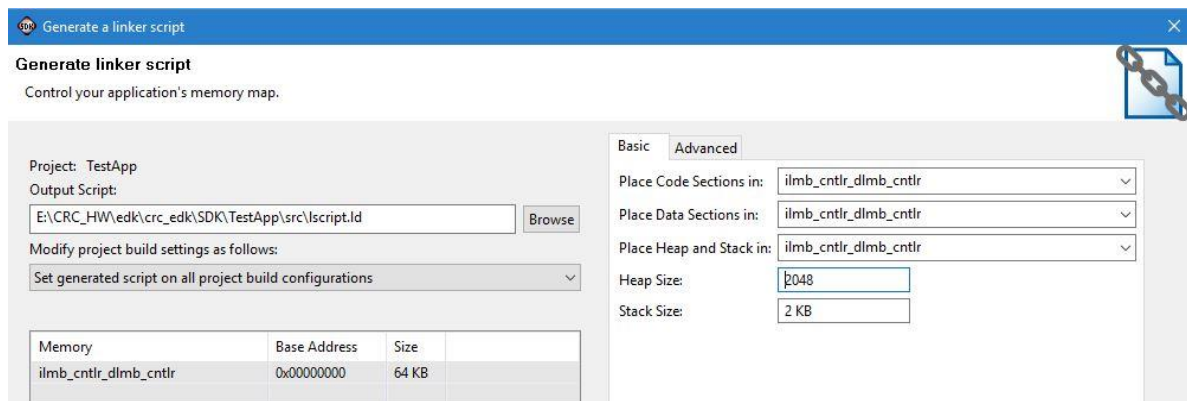 SDK Generate a linker script
Generate linker script
Control your application's memory map.
Project: TestApp
Output Script:
E:\CRC_HW\edk\crc_edk\SDK\TestApp\src\lscript.ld
Browse
Modify project build settings as follows:
Set generated script on all project build configurations
Memory Base Address Size
ilmb_cntlr_dlmb_cntlr 0x00000000 64 KB
Basic Advanced
Place Code Sections in: ilmb_cntlr_dlmb_cntlr
Place Data Sections in: ilmb_cntlr_dlmb_cntlr
Place Heap and Stack in: ilmb_cntlr_dlmb_cntlr
Heap Size: 2048
Stack Size: 2 KB